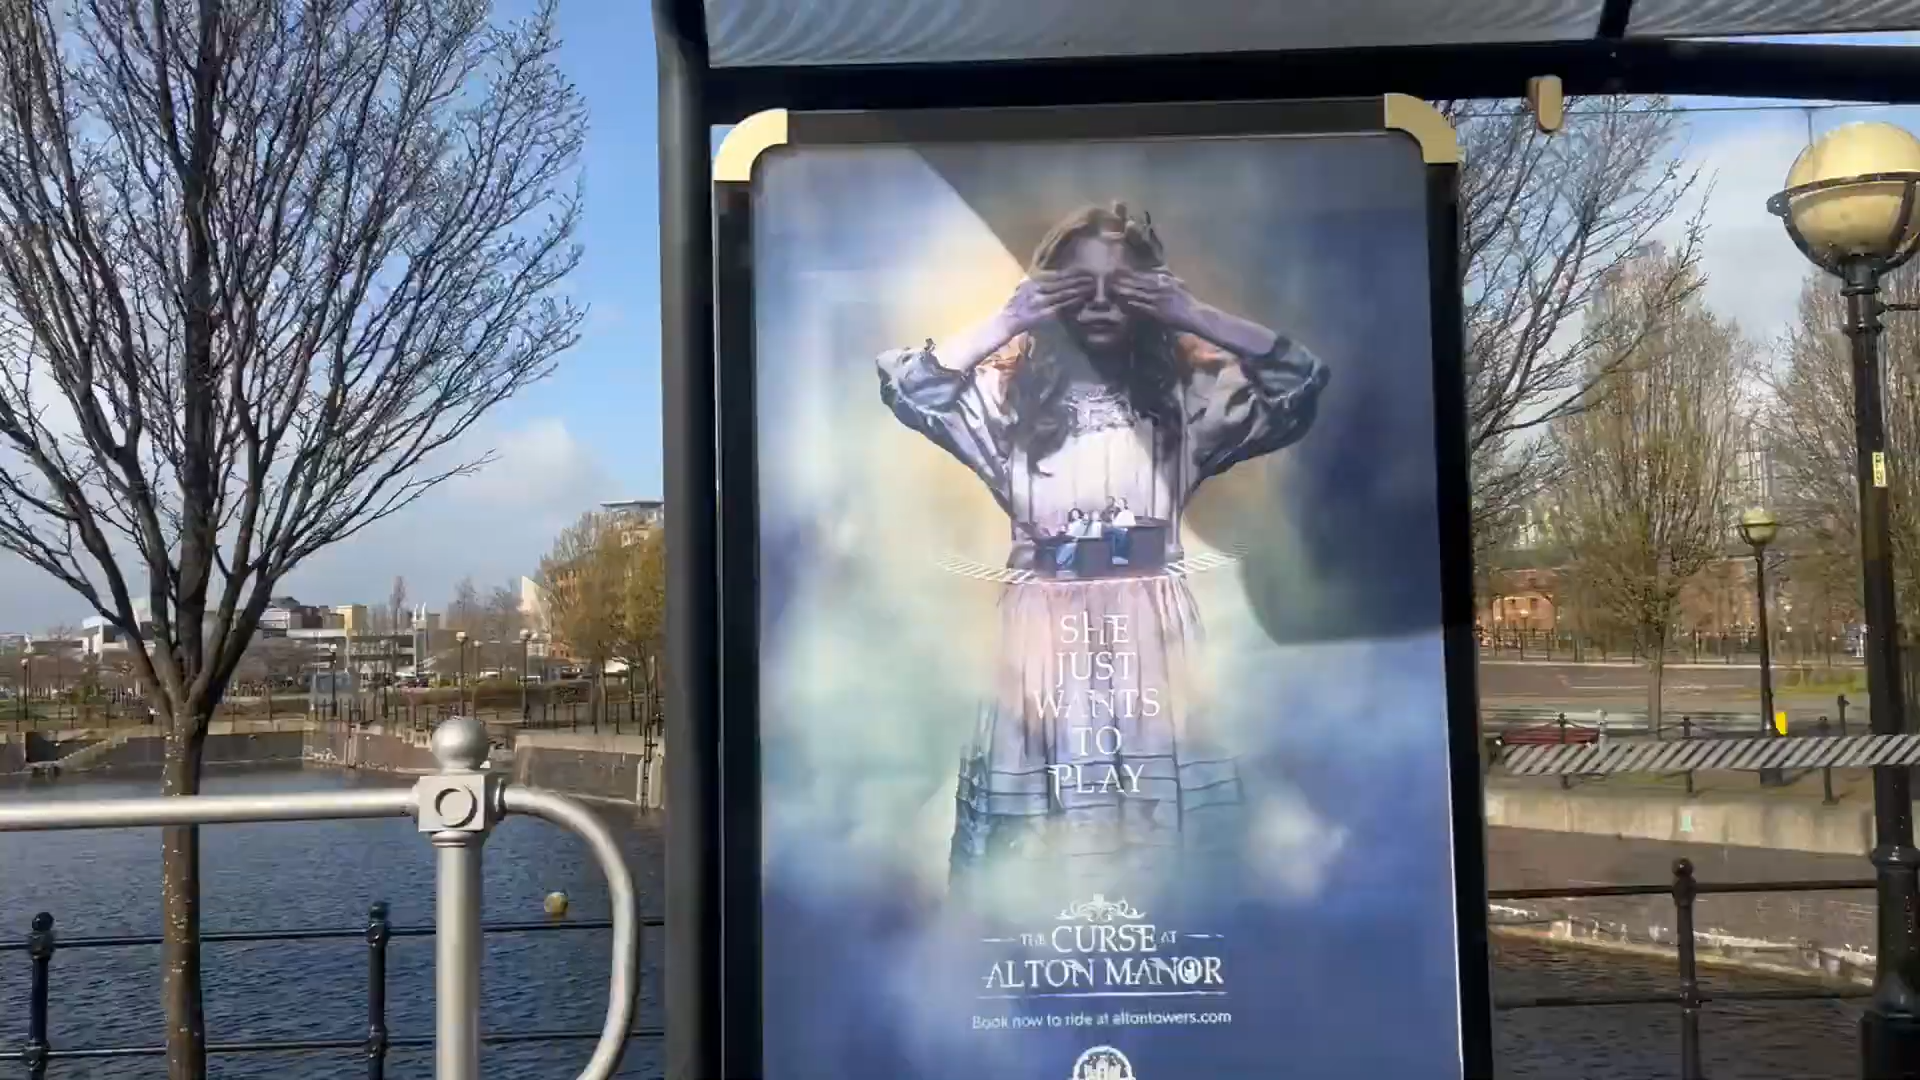 SHE
JUST
WANTS
TO
PLAY
THE CURSE AT
ALTON MANOR
Book now to ride at altontowers.com